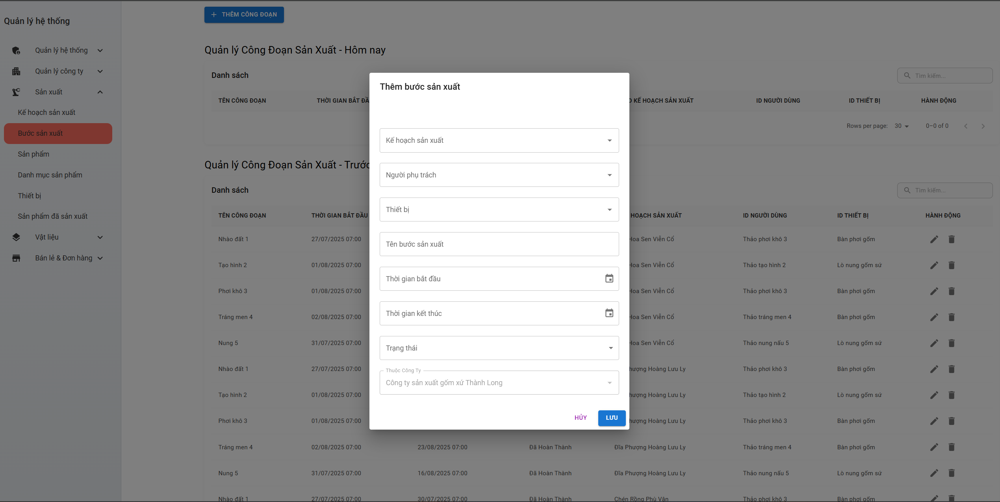 Quản lý hệ thống
Quản lý hệ thống
Quản lý công ty
Sản xuất
Kế hoạch sản xuất
Bước sản xuất
Sản phẩm
Danh mục sản phẩm
Thiết bị
Sản phẩm đã sản xuất
Vật liệu
Bán lẻ & Đơn hàng
THÊM CÔNG ĐOẠN
Quản lý Công Đoạn Sản Xuất - Hôm nay
Danh sách
Tìm kiếm...
TÊN CÔNG ĐOẠN THỜI GIAN BẮT ĐẦ KẾ HOẠCH SẢN XUẤT ID NGƯỜI DÙNG ID THIẾT BỊ HÀNH ĐỘNG
Rows per page: 30 0–0 of 0
Quản lý Công Đoạn Sản Xuất - Trước
Danh sách
Tìm kiếm...
TÊN CÔNG ĐOẠN THỜI GIAN BẮT ĐẦU HOẠCH SẢN XUẤT ID NGƯỜI DÙNG ID THIẾT BỊ HÀNH ĐỘNG
Nhào đất 1 27/07/2025 07:00 Hoa Sen Viễn Cổ Thảo phơi khô 3 Bàn phơi gốm
Tạo hình 2 01/08/2025 07:00 Hoa Sen Viễn Cổ Thảo tạo hình 2 Lò nung gốm sứ
Phơi khô 3 01/08/2025 07:00 Hoa Sen Viễn Cổ Thảo phơi khô 3 Bàn phơi gốm
Tráng men 4 02/08/2025 07:00 Hoa Sen Viễn Cổ Thảo tráng men 4 Bàn phơi gốm
Nung 5 31/07/2025 07:00 Hoa Sen Viễn Cổ Thảo nung nấu 5 Lò nung gốm sứ
Nhào đất 1 27/07/2025 07:00 hượng Hoàng Lưu Ly Thảo phơi khô 3 Bàn phơi gốm
Tạo hình 2 01/08/2025 07:00 hượng Hoàng Lưu Ly Thảo tạo hình 2 Lò nung gốm sứ
Phơi khô 3 01/08/2025 07:00 hượng Hoàng Lưu Ly Thảo phơi khô 3 Bàn phơi gốm
Tráng men 4 02/08/2025 07:00 23/08/2025 07:00 Đã Hoàn Thành Đĩa Phượng Hoàng Lưu Ly Thảo tráng men 4 Bàn phơi gốm
Nung 5 31/07/2025 07:00 16/08/2025 07:00 Đã Hoàn Thành Đĩa Phượng Hoàng Lưu Ly Thảo nung nấu 5 Lò nung gốm sứ
Nhào đất 1 27/07/2025 07:00 30/07/2025 07:00 Đã Hoàn Thành Chén Rồng Phù Vân Thảo phơi khô 3 Bàn phơi gốm
Thêm bước sản xuất
Kế hoạch sản xuất
Người phụ trách
Thiết bị
Tên bước sản xuất
Thời gian bắt đầu
Thời gian kết thúc
Trạng thái
Thuộc Công Ty
Công ty sản xuất gốm xứ Thành Long
HỦY LƯU